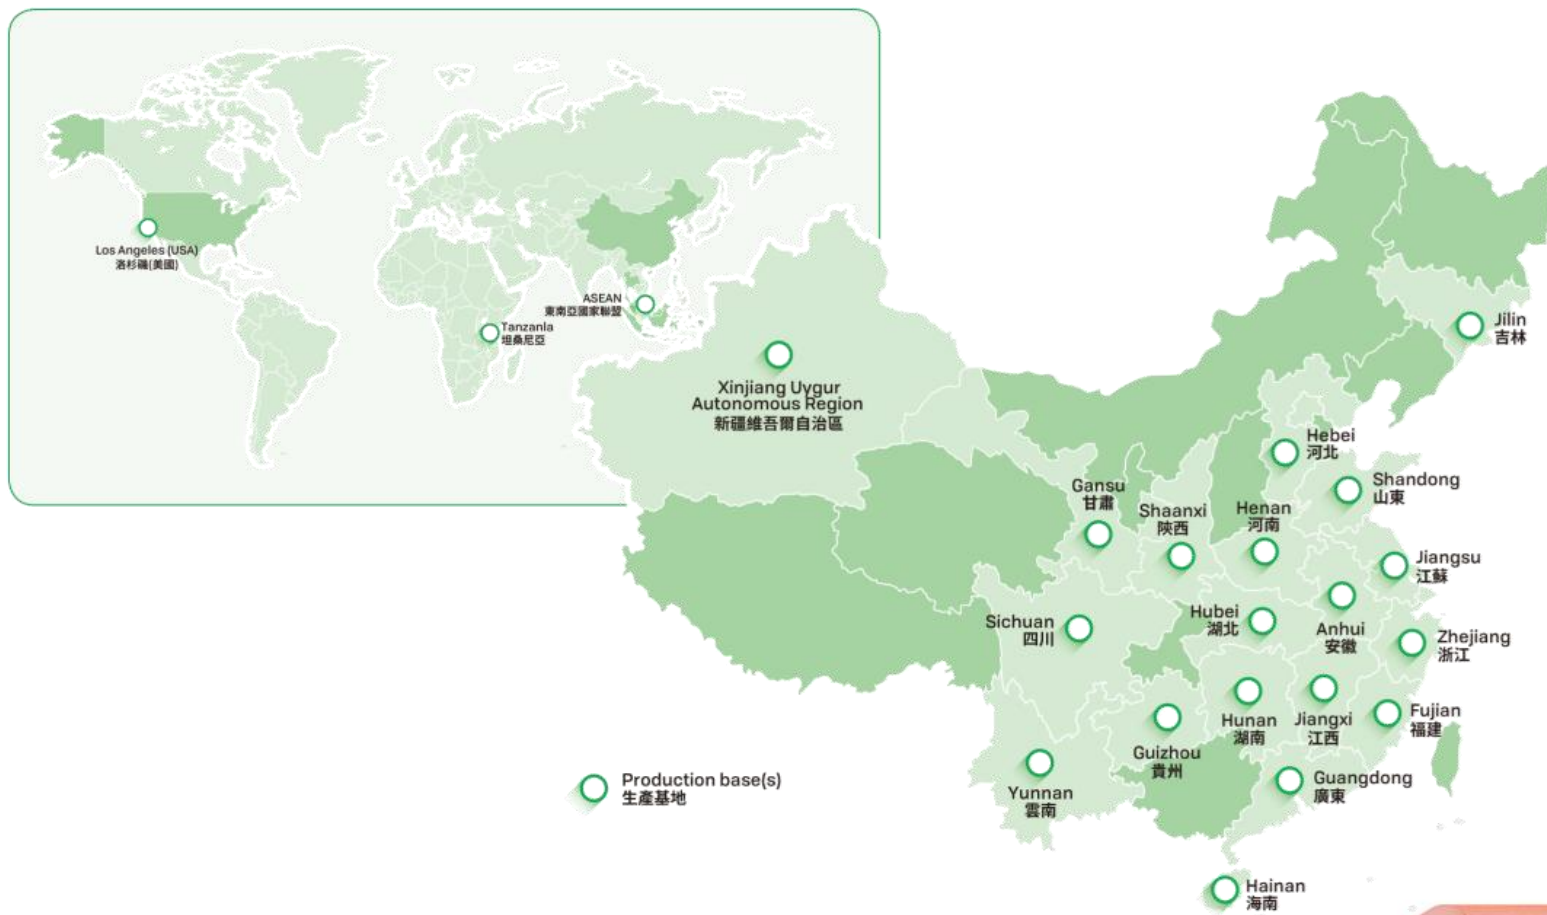 Los Angeles (USA)
洛杉磯(美國)
ASEAN
東南亞國家聯盟
Tanzanla
坦桑尼亞
Xinjiang Uygur
Autonomous Region
新疆維吾爾自治區
Jilin
吉林
Hebei
河北
Shandong
山東
Gansu
甘肅
Shaanxi
陝西
Henan
河南
Jiangsu
江蘇
Sichuan
四川
Hubei
湖北
Anhui
安徽
Zhejiang
浙江
Hunan
湖南
Jiangxi
江西
Fujian
福建
Guizhou
貴州
Yunnan
雲南
Guangdong
廣東
Hainan
海南
Production base(s)
生產基地